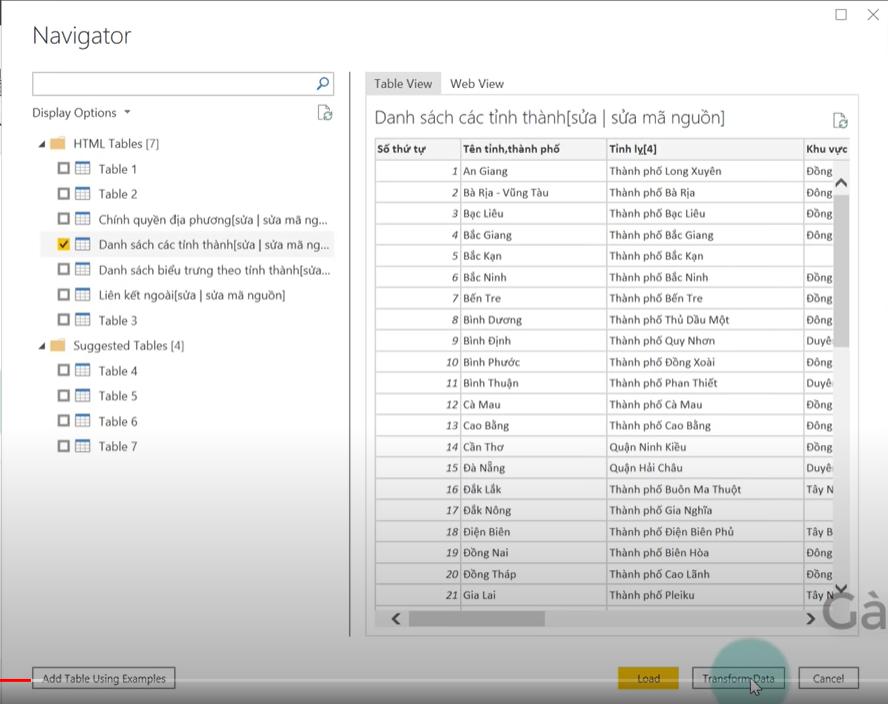 Navigator
Display Options
HTML Tables [7]
Table 1
Table 2
Chính quyền địa phương[sửa | sửa mã ng...
Danh sách các tỉnh thành[sửa | sửa mã ng...
Danh sách biểu trưng theo tỉnh thành[sửa...
Liên kết ngoài[sửa | sửa mã nguồn]
Table 3
Suggested Tables [4]
Table 4
Table 5
Table 6
Table 7
Table View Web View
Danh sách các tỉnh thành[sửa | sửa mã nguồn]
Số thứ tự Tên tỉnh,thành phố Tỉnh lỵ[4] Khu vực
1 An Giang Thành phố Long Xuyên Đồng
2 Bà Rịa - Vũng Tàu Thành phố Bà Rịa Đông
3 Bạc Liêu Thành phố Bạc Liêu Đồng
4 Bắc Giang Thành phố Bắc Giang Đông
5 Bắc Kạn Thành phố Bắc Kạn
6 Bắc Ninh Thành phố Bắc Ninh Đồng
7 Bến Tre Thành phố Bến Tre Đồng
8 Bình Dương Thành phố Thủ Dầu Một Đông
9 Bình Định Thành phố Quy Nhơn Duyê
10 Bình Phước Thành phố Đồng Xoài Đông
11 Bình Thuận Thành phố Phan Thiết Duyê
12 Cà Mau Thành phố Cà Mau Đồng
13 Cao Bằng Thành phố Cao Bằng Đông
14 Cần Thơ Quận Ninh Kiều Đồng
15 Đà Nẵng Quận Hải Châu Duyê
16 Đắk Lắk Thành phố Buôn Ma Thuột Tây N
17 Đắk Nông Thành phố Gia Nghĩa
18 Điện Biên Thành phố Điện Biên Phủ Tây B
19 Đồng Nai Thành phố Biên Hòa Đông
20 Đồng Tháp Thành phố Cao Lãnh Đồng
21 Gia Lai Thành phố Pleiku Tây N
Gà
Add Table Using Examples Load Transform Data Cancel